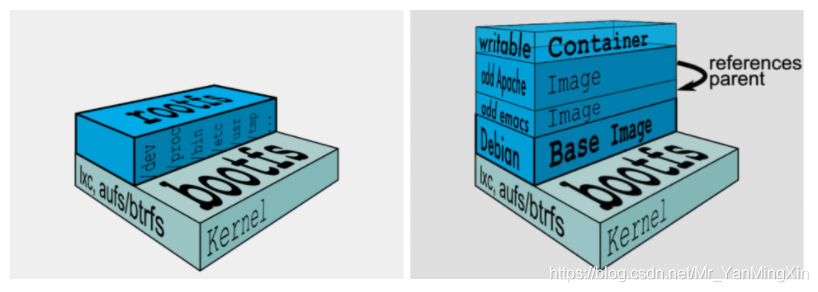 rootfs
/dev
/proc
/bin
/etc
/usr
/tmp
...
bootfs
lxc, aufs/btrfs
Kernel
writable
Container
references
parent
add Apache
Image
add emacs
Image
Debian
Base Image
bootfs
lxc, aufs/btrfs
Kernel
https://blog.csdn.net/Mr_YanMingXin